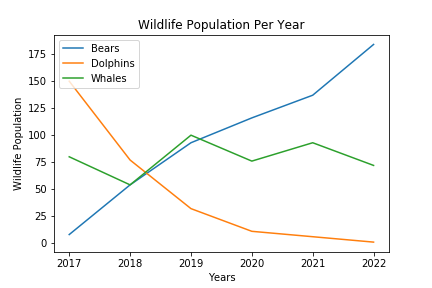 Wildlife Population Per Year
Bears
Dolphins
Whales
175
150
125
100
75
50
25
0
Wildlife Population
2017 2018 2019 2020 2021 2022
Years